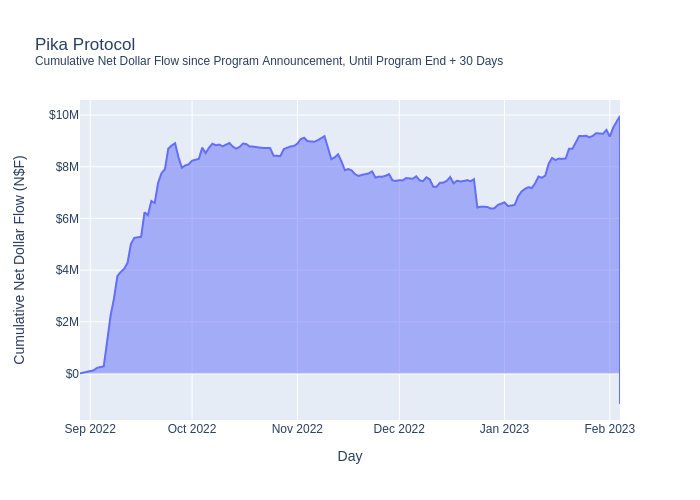 Pika Protocol
Cumulative Net Dollar Flow since Program Announcement, Until Program End + 30 Days
Cumulative Net Dollar Flow (N$F)
$10M
$8M
$6M
$4M
$2M
$0
Sep 2022
Oct 2022
Nov 2022
Dec 2022
Jan 2023
Feb 2023
Day